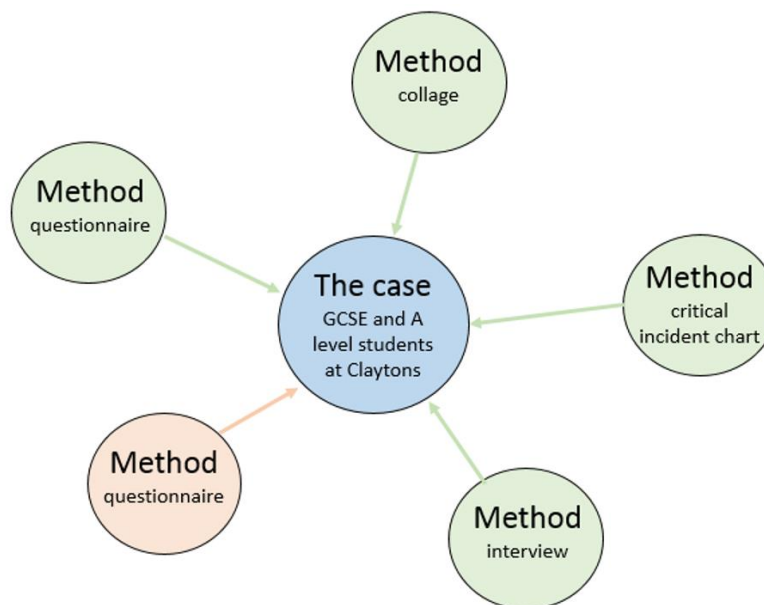 Method
collage
Method
questionnaire
The case
GCSE and A
level students
at Claytons
Method
critical
incident chart
Method
questionnaire
Method
interview